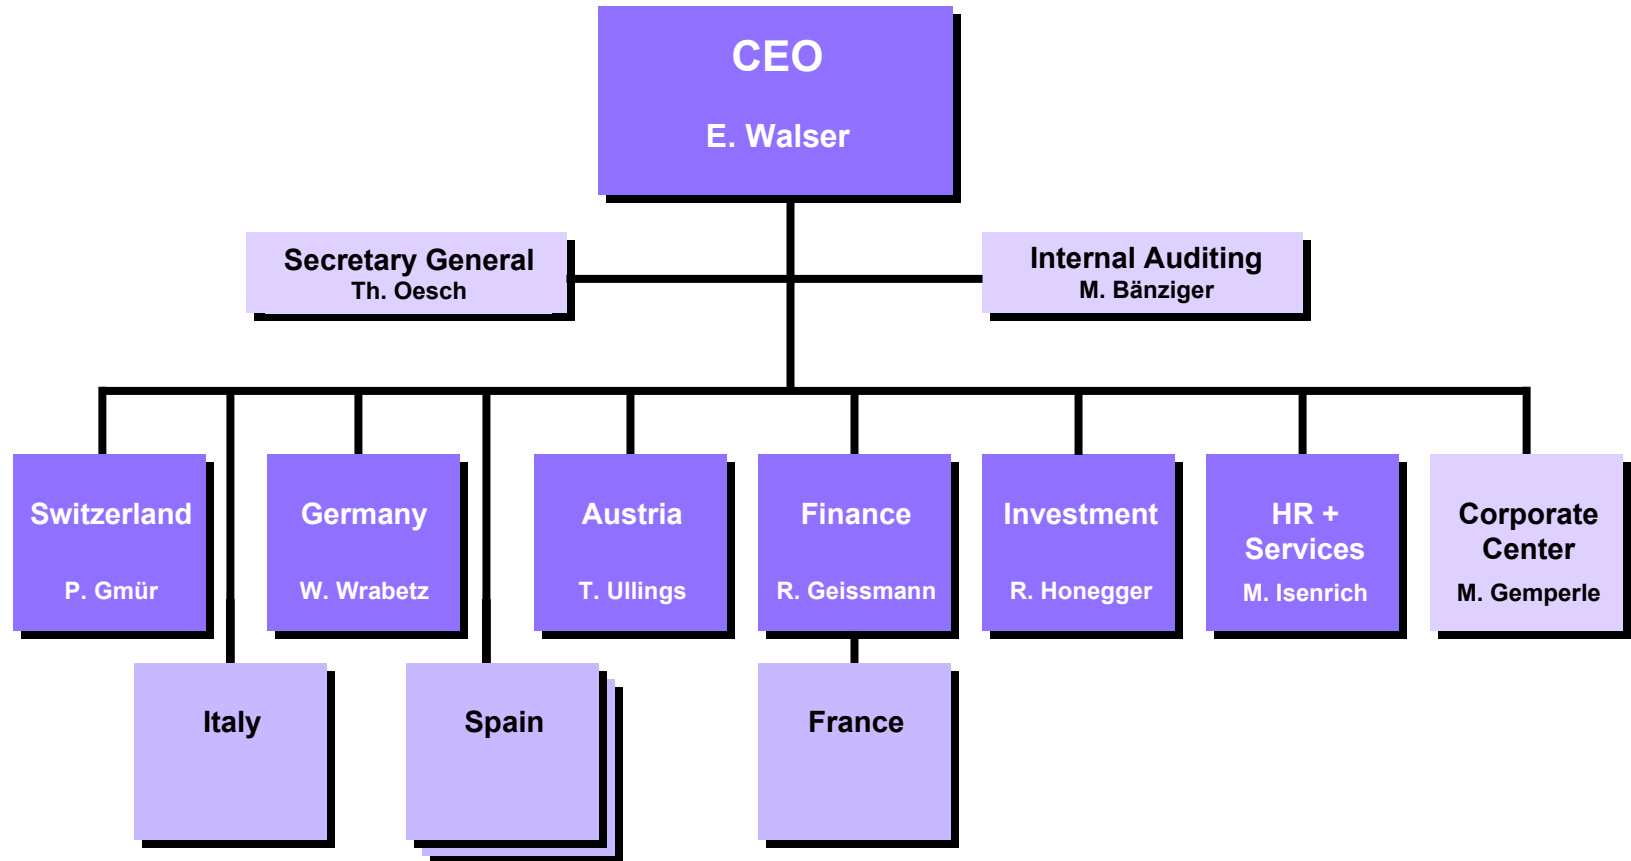 CEO
E. Walser
Secretary General
Th. Oesch
Internal Auditing
M. Bänziger
Switzerland
P. Gmür
Germany
W. Wrabetz
Austria
T. Ullings
Finance
R. Geissmann
Investment
R. Honegger
HR +
Services
M. Isenrich
Corporate
Center
M. Gemperle
Italy
Spain
France